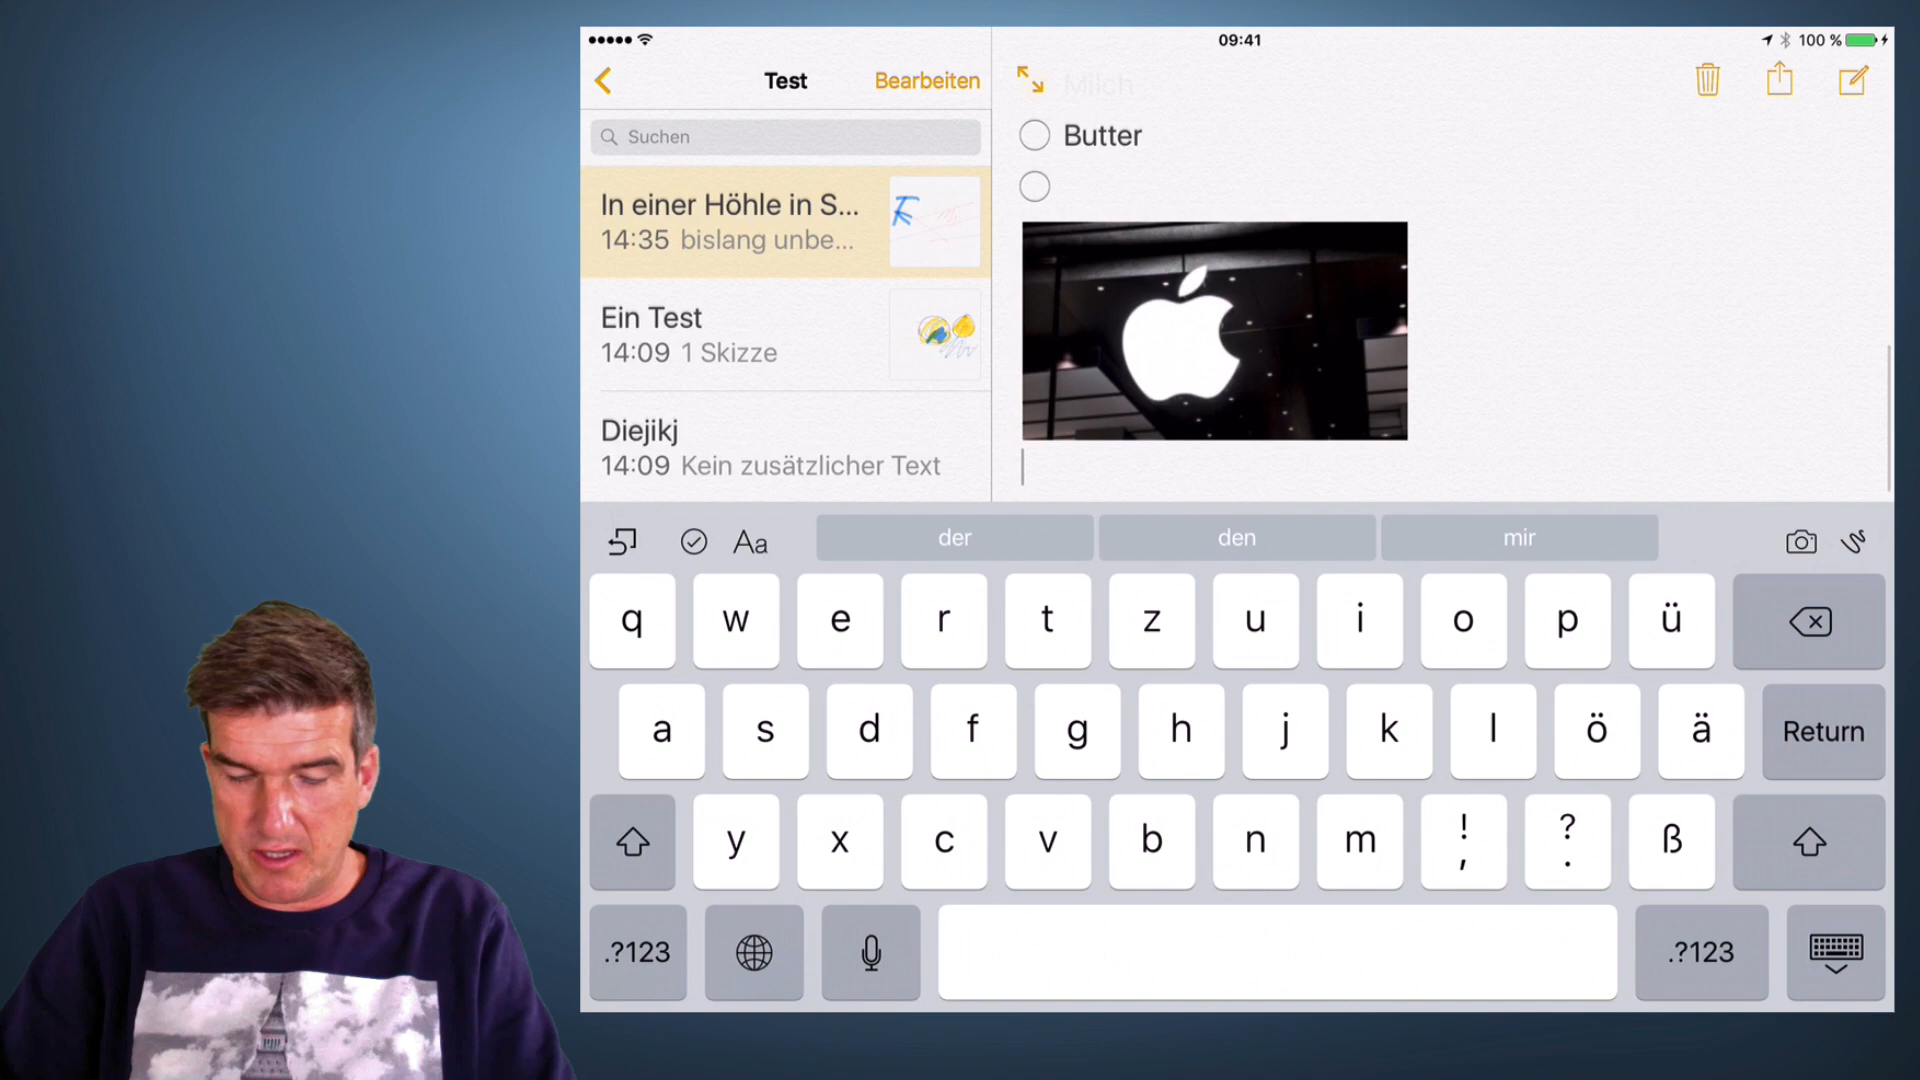 09:41
100 %
Test
Bearbeiten
Milch
Suchen
Butter
In einer Höhle in S...
14:35 bislang unbe...
Ein Test
14:09 1 Skizze
Diejikj
14:09 Kein zusätzlicher Text
Aa
der
den
mir
q w e r t z u i o p ü
a s d f g h j k l ö ä Return
y x c v b n m ! , ? . ß
.?123
.?123